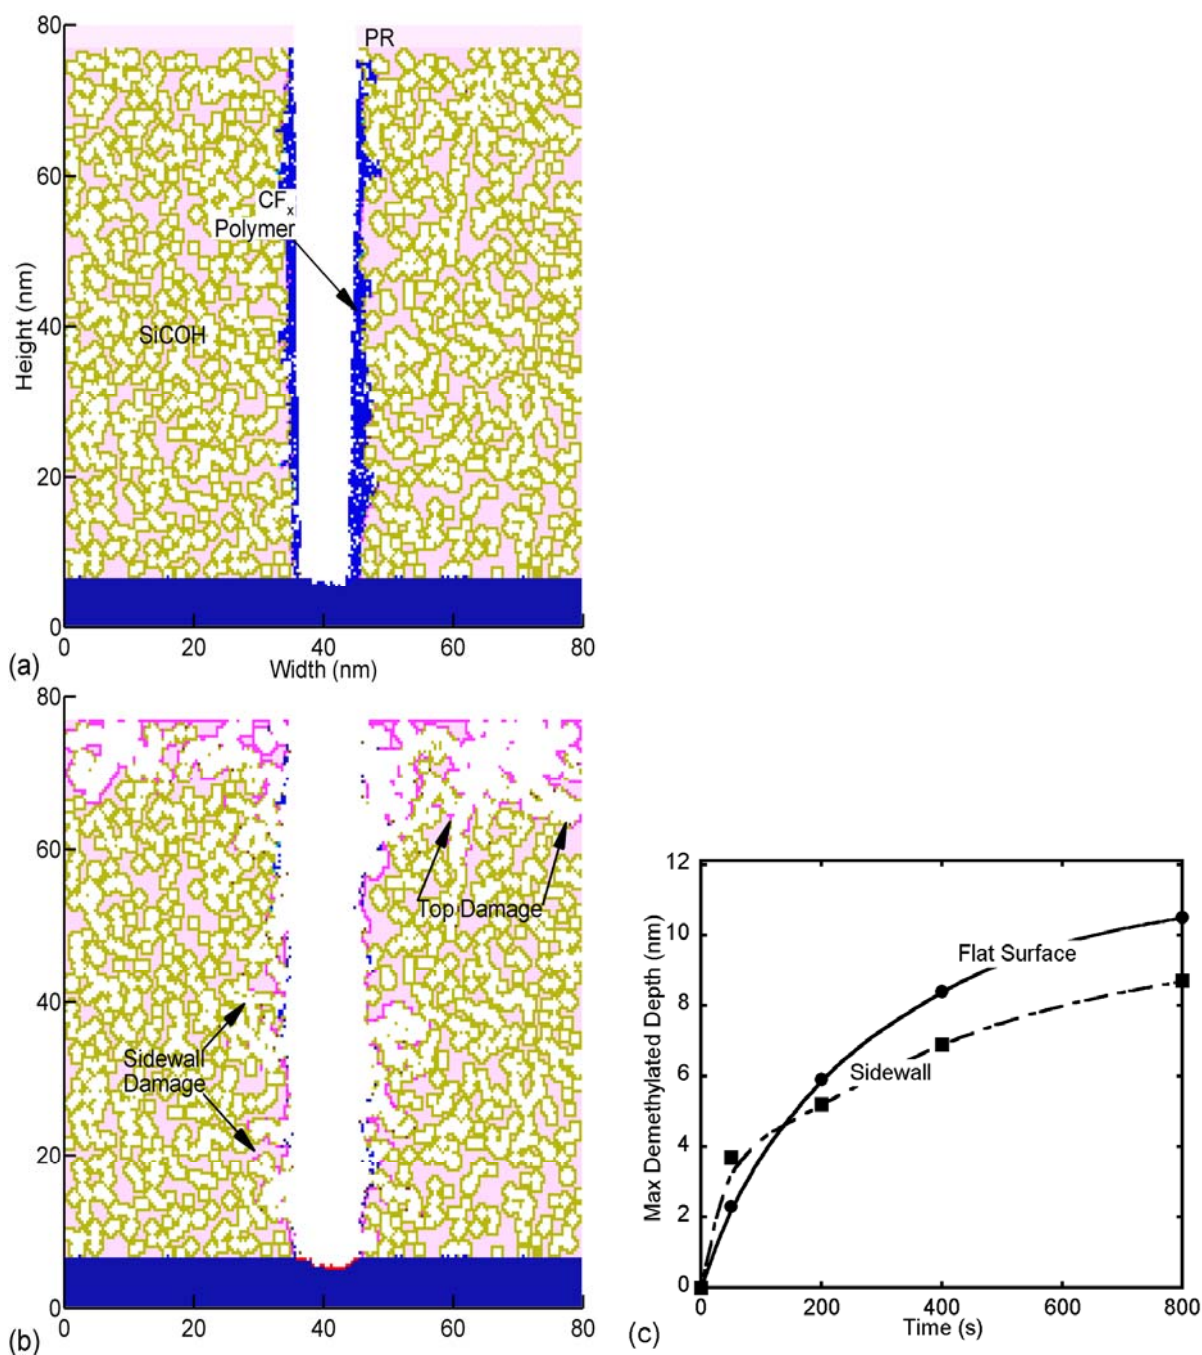 80
60
40
20
0
Height (nm)
PR
CFx
Polymer
SiCOH
0 20 40 60 80
Width (nm)
(a)
80
60
40
20
0
Top Damage
Sidewall
Damage
0 20 40 60 80
(b)
12
10
8
6
4
2
0
Max Demethylated Depth (nm)
Flat Surface
Sidewall
0 200 400 600 800
Time (s)
(c)